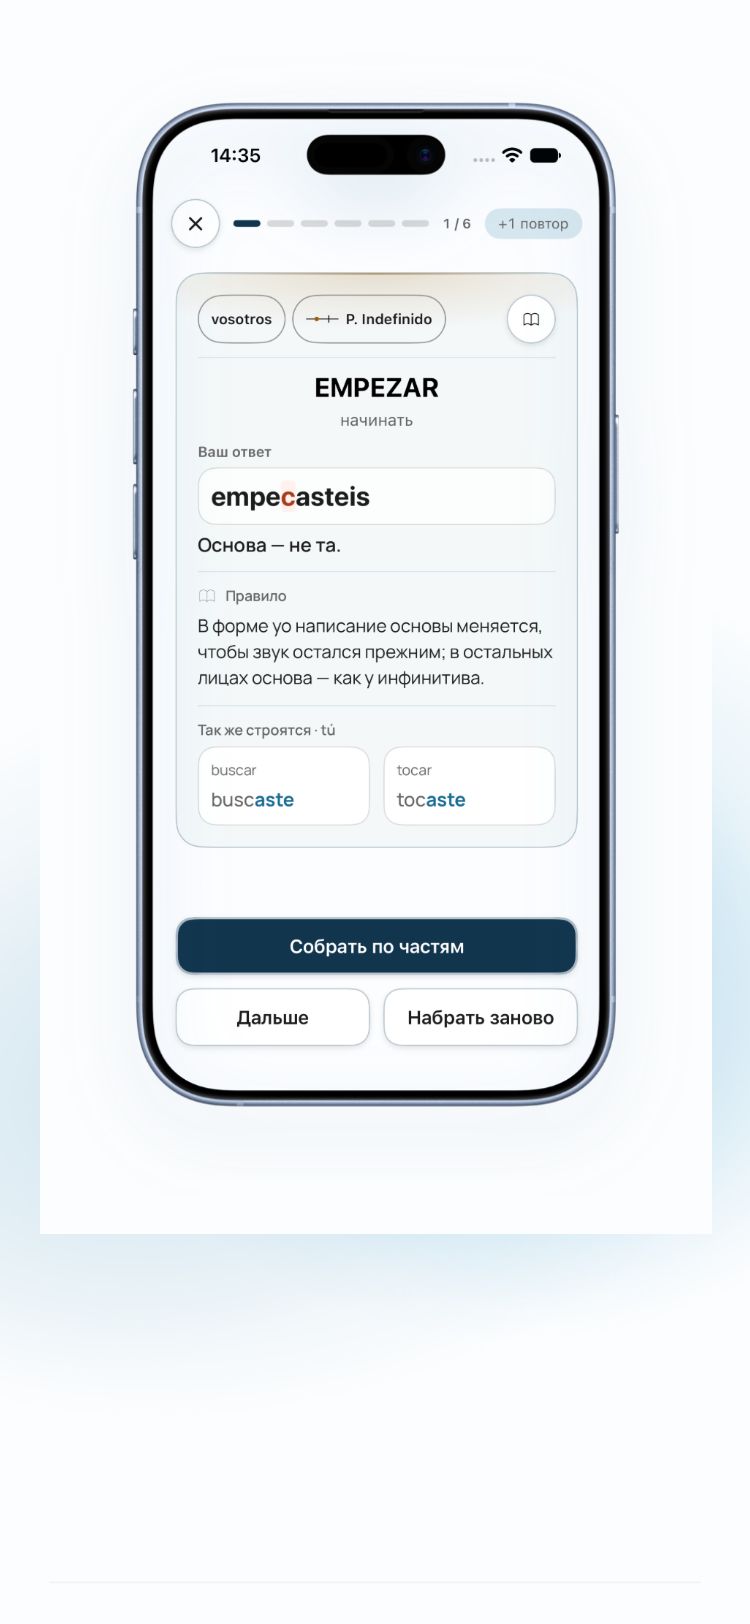 14:35
1 / 6
+1 повтор
vosotros
P. Indefinido
EMPEZAR
начинать
Ваш ответ
empecasteis
Основа — не та.
Правило
В форме yo написание основы меняется,
чтобы звук остался прежним; в остальных
лицах основа — как у инфинитива.
Так же строятся · tú
buscar
buscaste
tocar
tocaste
Собрать по частям
Дальше
Набрать заново